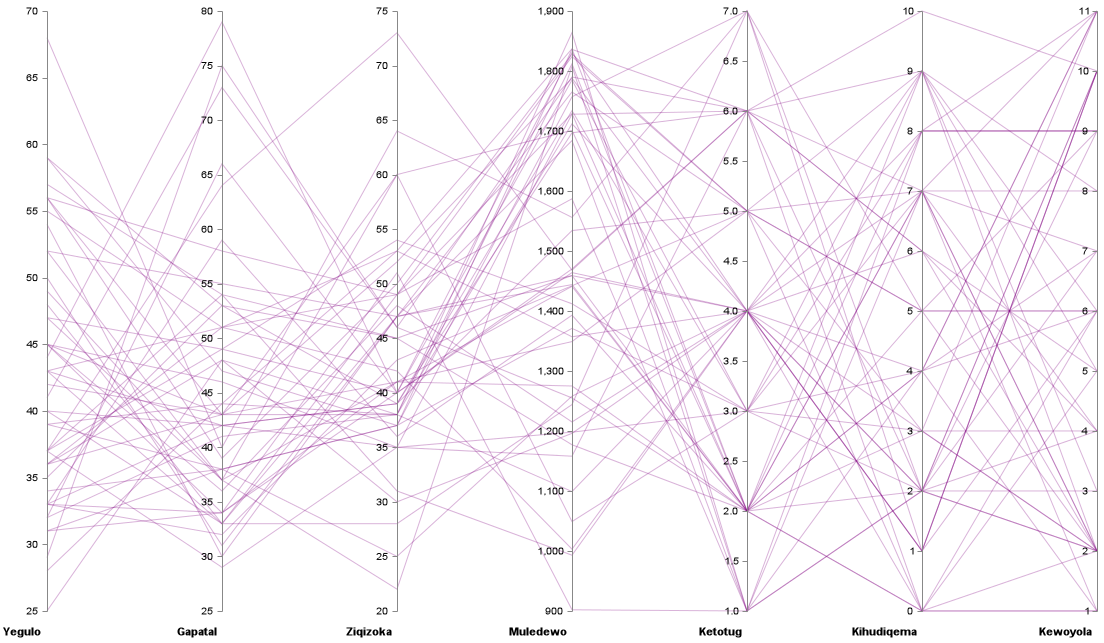 70 65 60 55 50 45 40 35 30 25
80 75 70 65 60 55 50 45 40 35 30 25
75 70 65 60 55 50 45 40 35 30 25 20
1,900 1,800 1,700 1,600 1,500 1,400 1,300 1,200 1,100 1,000 900
7.0 6.5 6.0 5.5 5.0 4.5 4.0 3.5 3.0 2.5 2.0 1.5 1.0
10 9 8 7 6 5 4 3 2 1 0
11 10 9 8 7 6 5 4 3 2 1
Yegulo Gapatal Ziqizoka Muledewo Ketotug Kihudiqema Kewoyola